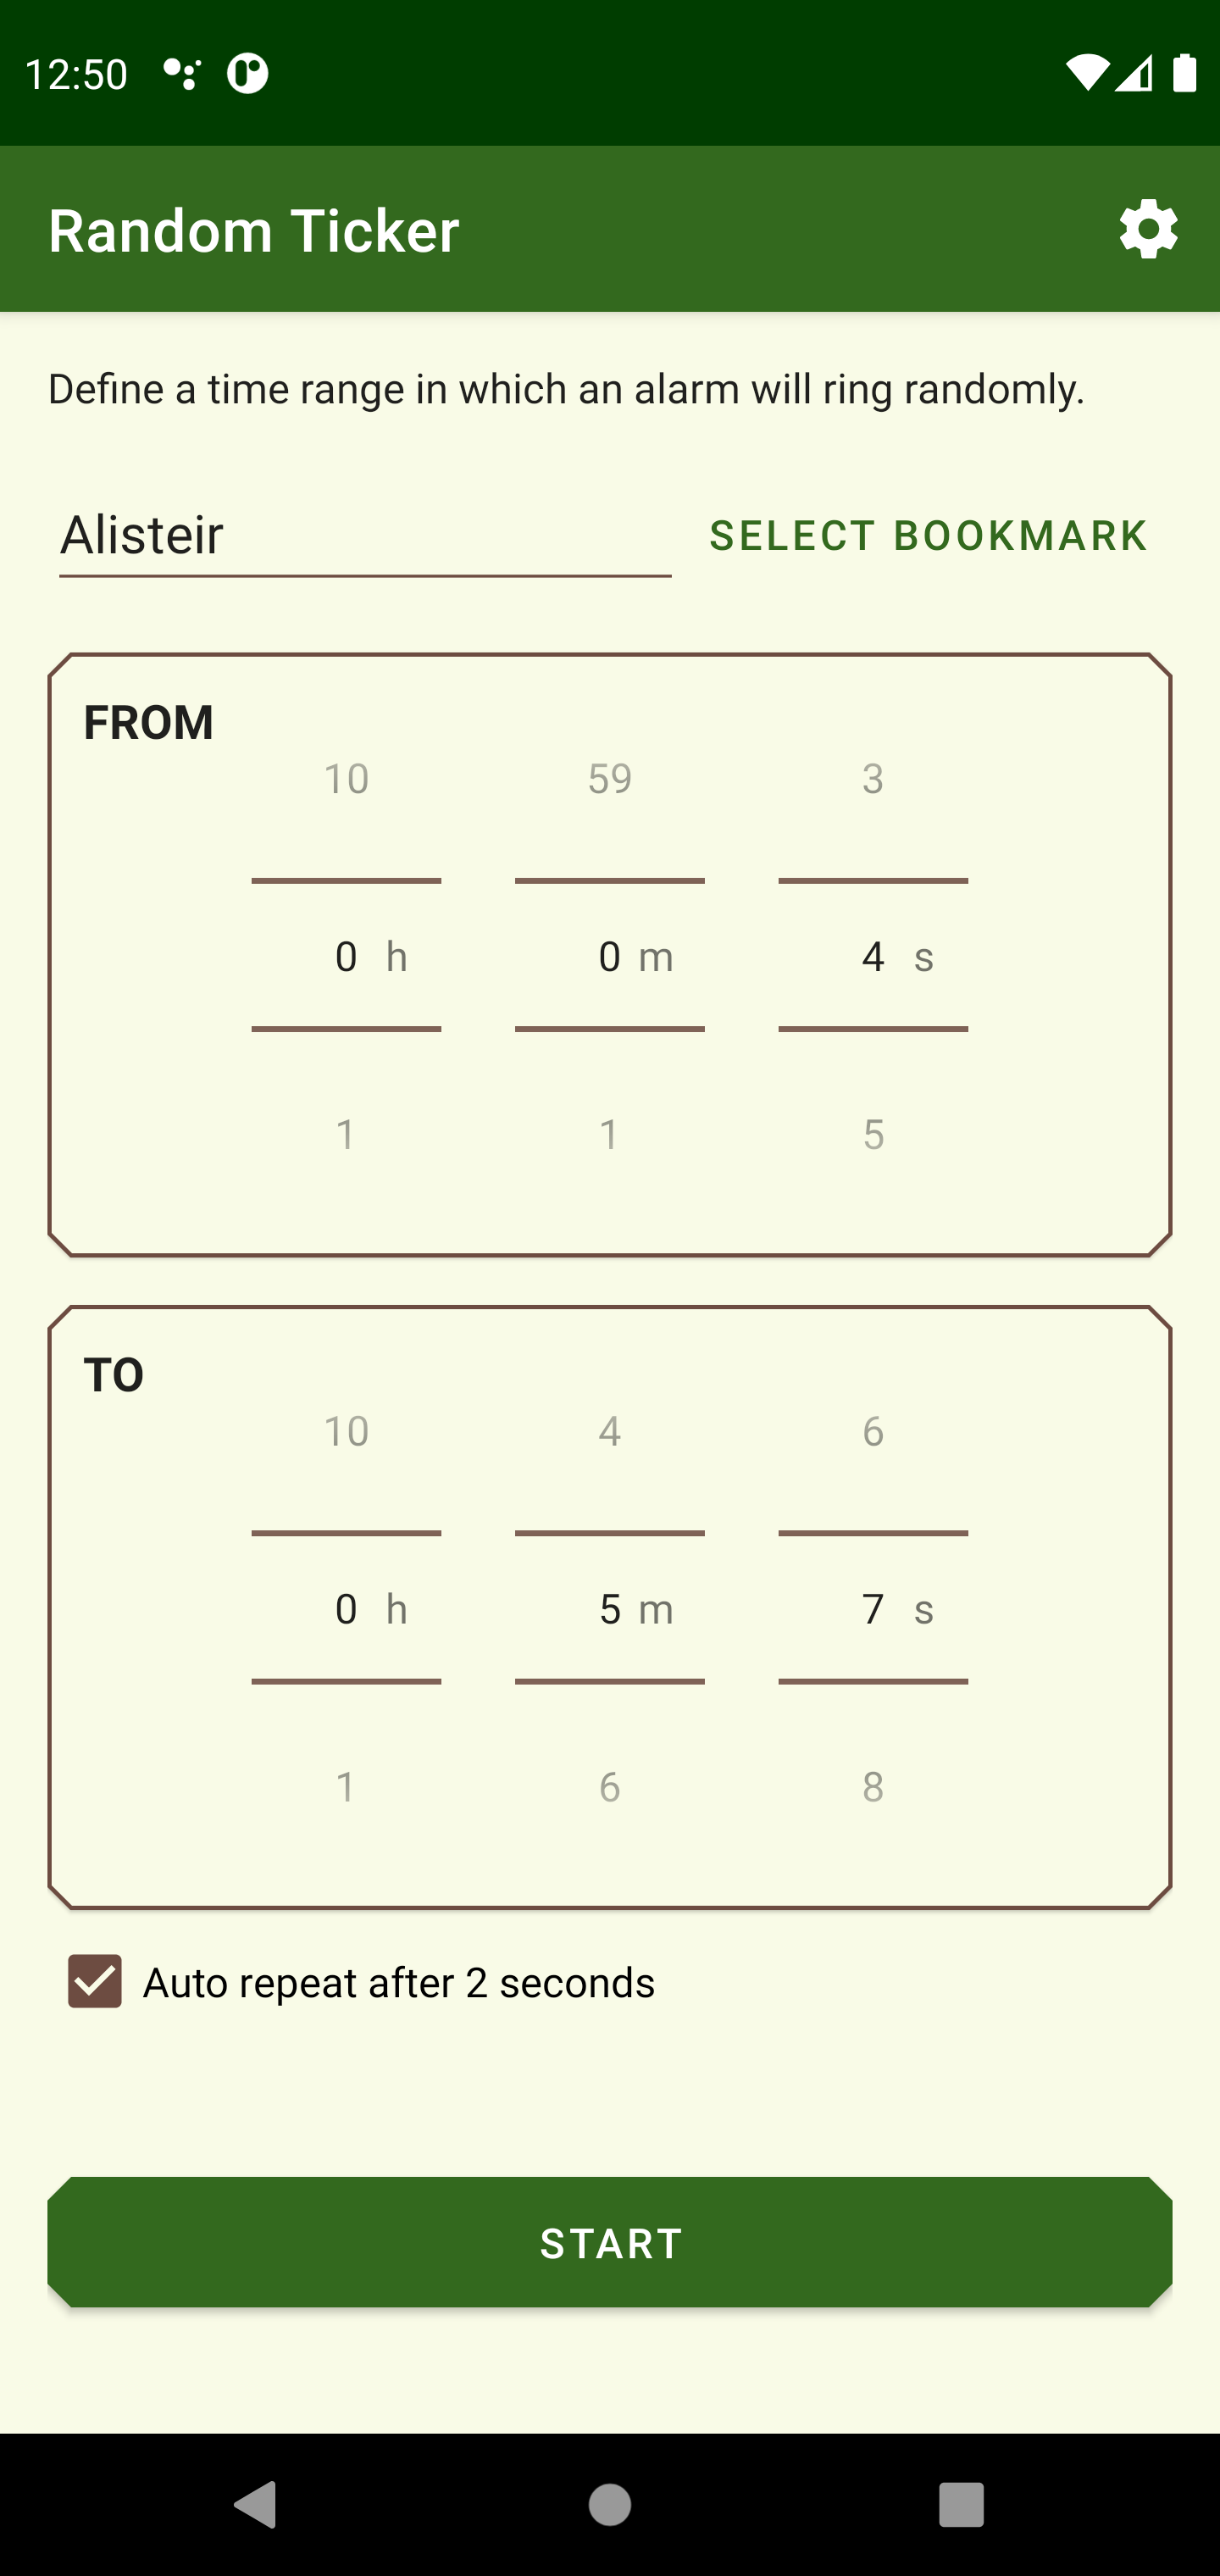 12:50
Random Ticker
Define a time range in which an alarm will ring randomly.
Alisteir SELECT BOOKMARK
FROM
10 59 3
0 h 0 m 4 s
1 1 5
TO
10 4 6
0 h 5 m 7 s
1 6 8
Auto repeat after 2 seconds
START